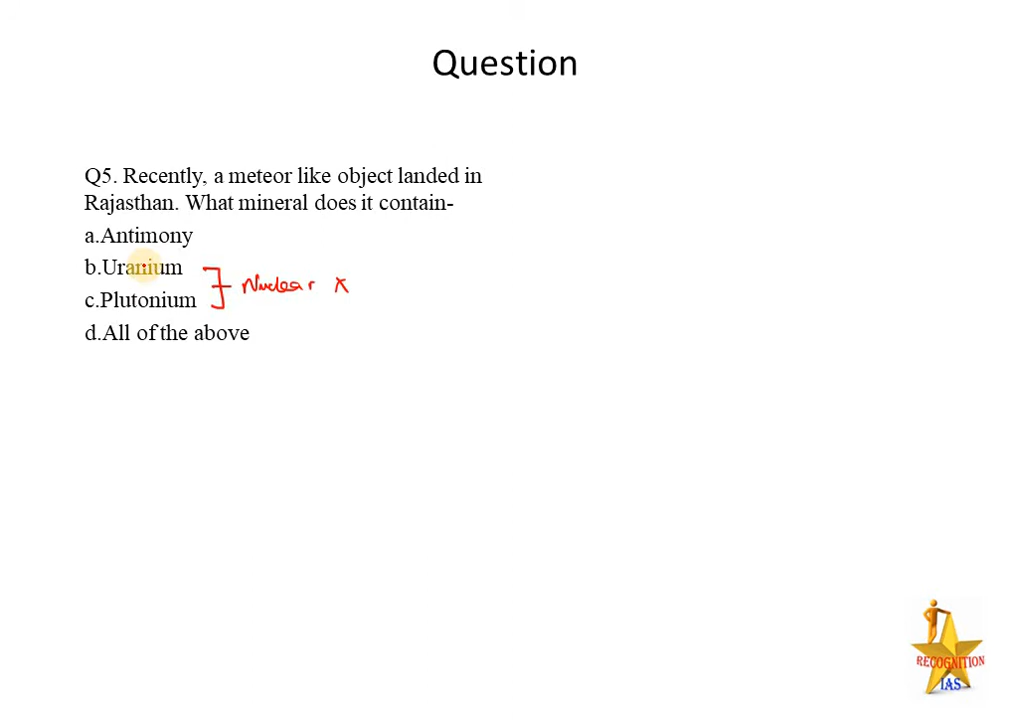 Question
Q5. Recently, a meteor like object landed in
Rajasthan. What mineral does it contain-
a.Antimony
b.Uranium
c.Plutonium
Nuclear X
d.All of the above
RECOGNITION
IAS